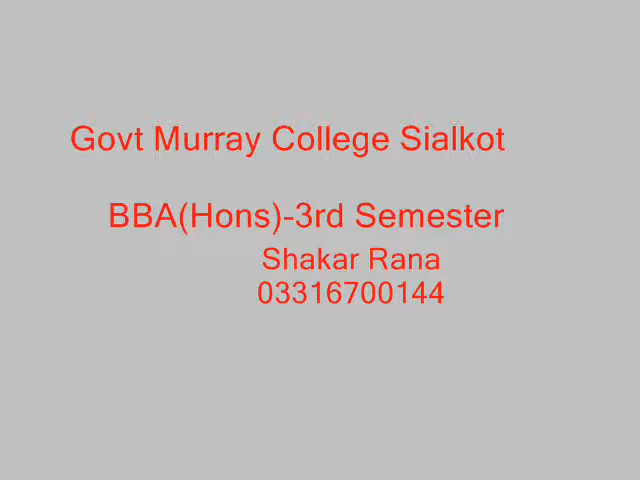 Govt Murray College Sialkot
BBA(Hons)-3rd Semester
Shakar Rana
03316700144